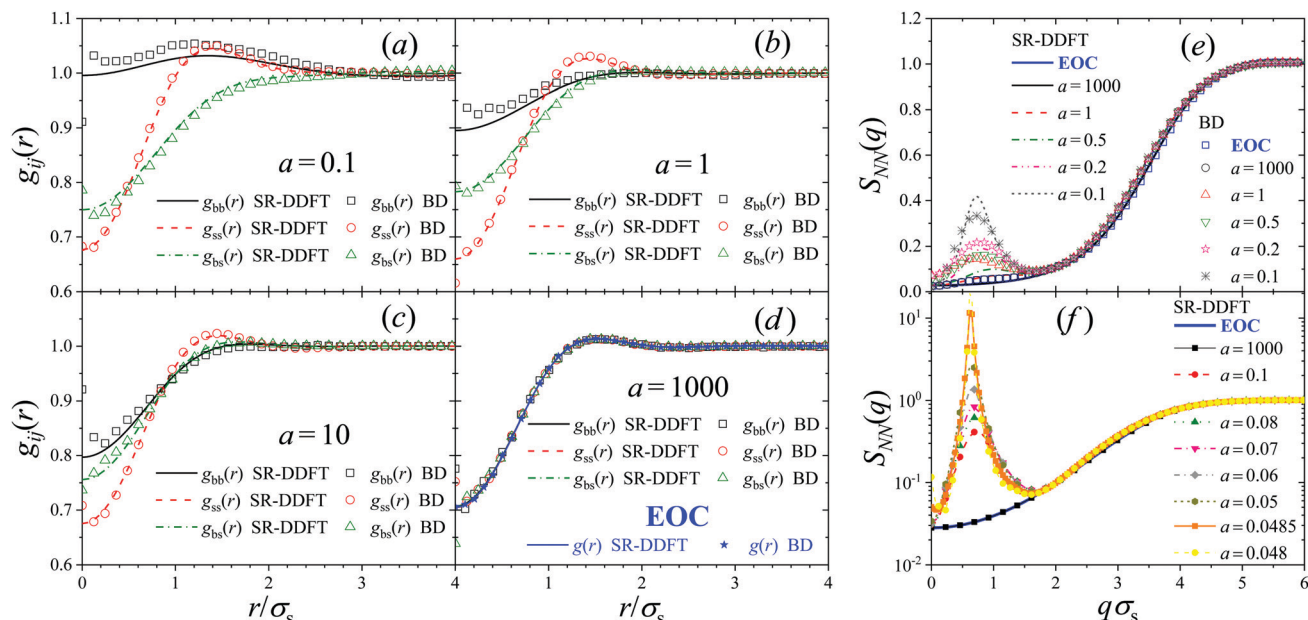 (a)
1.1
1.0
0.9
0.8
0.7
0.6
g_ij(r)
a = 0.1
g_bb(r) SR-DDFT g_bb(r) BD
g_ss(r) SR-DDFT g_ss(r) BD
g_bs(r) SR-DDFT g_bs(r) BD
(b)
a = 1
g_bb(r) SR-DDFT g_bb(r) BD
g_ss(r) SR-DDFT g_ss(r) BD
g_bs(r) SR-DDFT g_bs(r) BD
(c)
1.0
0.9
0.8
0.7
0.6
g_ij(r)
a = 10
g_bb(r) SR-DDFT g_bb(r) BD
g_ss(r) SR-DDFT g_ss(r) BD
g_bs(r) SR-DDFT g_bs(r) BD
0 1 2 3 4
r/σ_s
(d)
a = 1000
g_bb(r) SR-DDFT g_bb(r) BD
g_ss(r) SR-DDFT g_ss(r) BD
g_bs(r) SR-DDFT g_bs(r) BD
EOC
g(r) SR-DDFT g(r) BD
1 2 3 4
r/σ_s
(e)
1.2
1.0
0.8
0.6
0.4
0.2
0.0
S_NN(q)
SR-DDFT
EOC
a = 1000
a = 1
a = 0.5
a = 0.2
a = 0.1
BD
EOC
a = 1000
a = 1
a = 0.5
a = 0.2
a = 0.1
(f)
10^1
10^0
10^-1
10^-2
S_NN(q)
SR-DDFT
EOC
a = 1000
a = 0.1
a = 0.08
a = 0.07
a = 0.06
a = 0.05
a = 0.0485
a = 0.048
0 1 2 3 4 5 6
qσ_s